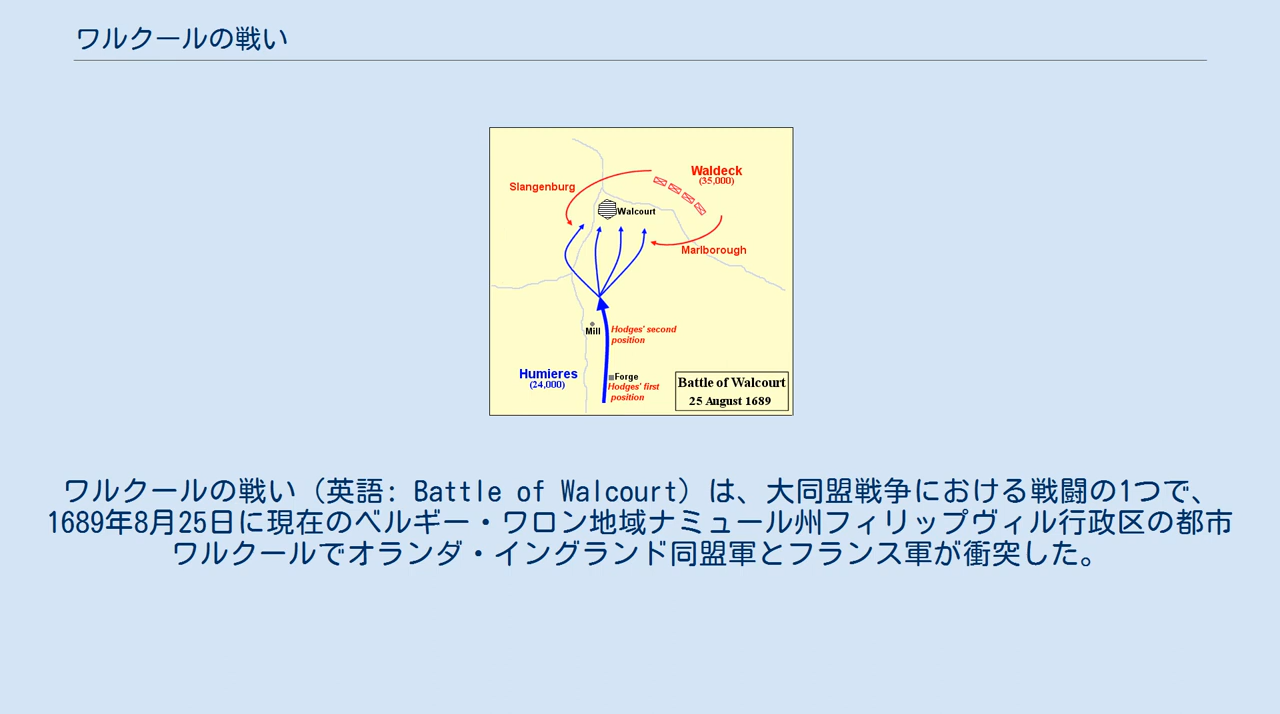 ワルクールの戦い
Waldeck
(35,000)
Slangenburg
Walcourt
Marlborough
Mill
Hodges' second
position
Humieres
(24,000)
Forge
Hodges' first
position
Battle of Walcourt
25 August 1689
ワルクールの戦い（英語: Battle of Walcourt）は、大同盟戦争における戦闘の1つで、
1689年8月25日に現在のベルギー・ワロン地域ナミュール州フィリップヴィル行政区の都市
ワルクールでオランダ・イングランド同盟軍とフランス軍が衝突した。